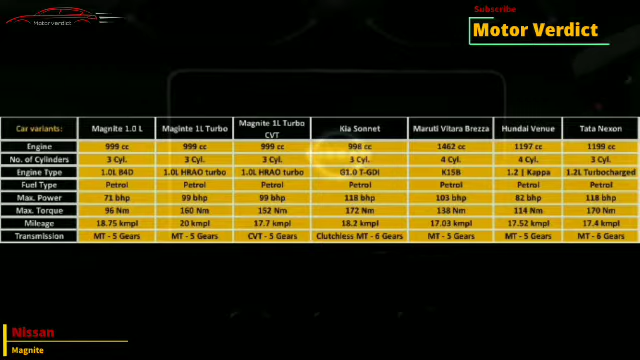 Motorverdict
Subscribe
Motor Verdict
Car variants: Magnite 1.0 L Maginte 1L Turbo Magnite 1L Turbo CVT Kia Sonnet Maruti Vitara Brezza Hundai Venue Tata Nexon
Engine 999 cc 999 cc 999 cc 998 cc 1462 cc 1197 cc 1199 cc
No. of Cylinders 3 Cyl. 3 Cyl. 3 Cyl. 3 Cyl. 4 Cyl. 4 Cyl. 3 Cyl.
Engine Type 1.0L B4D 1.0L HRAO turbo 1.0L HRAO turbo G1.0 T-GDI K15B 1.2 | Kappa 1.2L Turbocharged
Fuel Type Petrol Petrol Petrol Petrol Petrol Petrol Petrol
Max. Power 71 bhp 99 bhp 99 bhp 118 bhp 103 bhp 82 bhp 118 bhp
Max. Torque 96 Nm 160 Nm 152 Nm 172 Nm 138 Nm 114 Nm 170 Nm
Mileage 18.75 kmpl 20 kmpl 17.7 kmpl 18.2 kmpl 17.03 kmpl 17.52 kmpl 17.4 kmpl
Transmission MT - 5 Gears MT - 5 Gears CVT - 5 Gears Clutchless MT - 6 Gears MT - 5 Gears MT - 5 Gears MT - 6 Gears
Nissan
Magnite